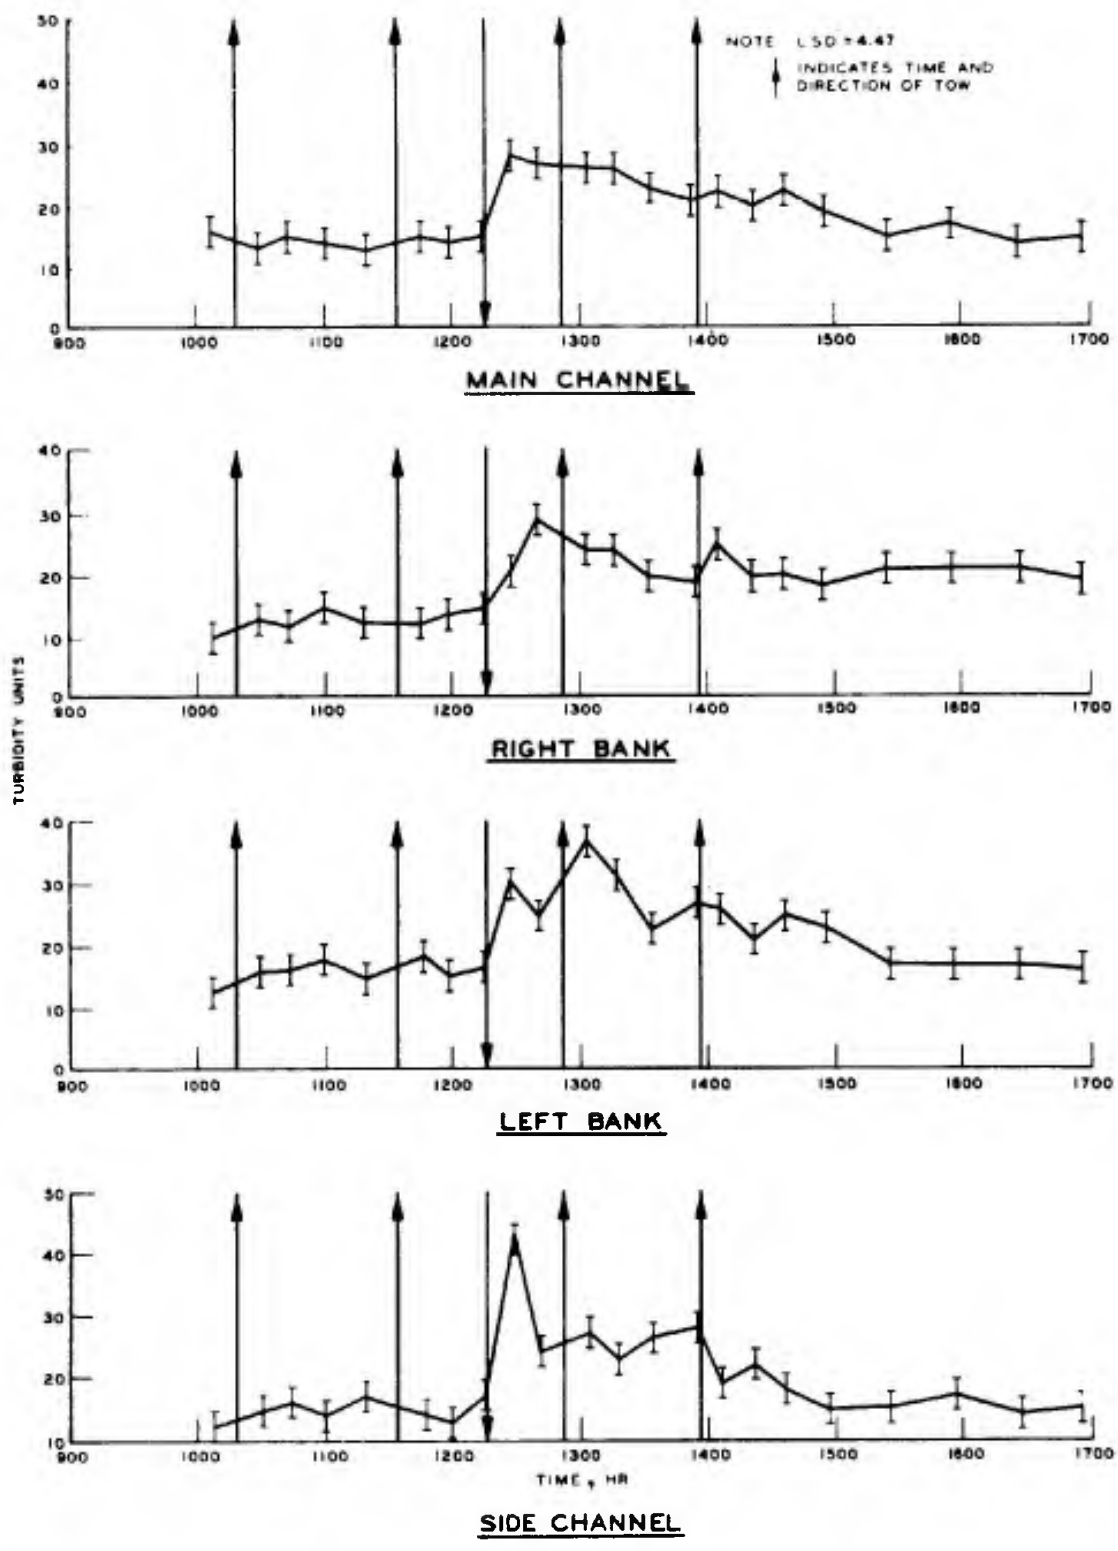 50
40
30
20
10
0
NOTE LSD = 4.47
INDICATES TIME AND
DIRECTION OF TOW
900 1000 1100 1200 1300 1400 1500 1600 1700
MAIN CHANNEL
40
30
20
10
0
900 1000 1100 1200 1300 1400 1500 1600 1700
RIGHT BANK
TURBIDITY UNITS
40
30
20
10
0
900 1000 1100 1200 1300 1400 1500 1600 1700
LEFT BANK
50
40
30
20
10
900 1000 1100 1200 1300 1400 1500 1600 1700
TIME, HR
SIDE CHANNEL